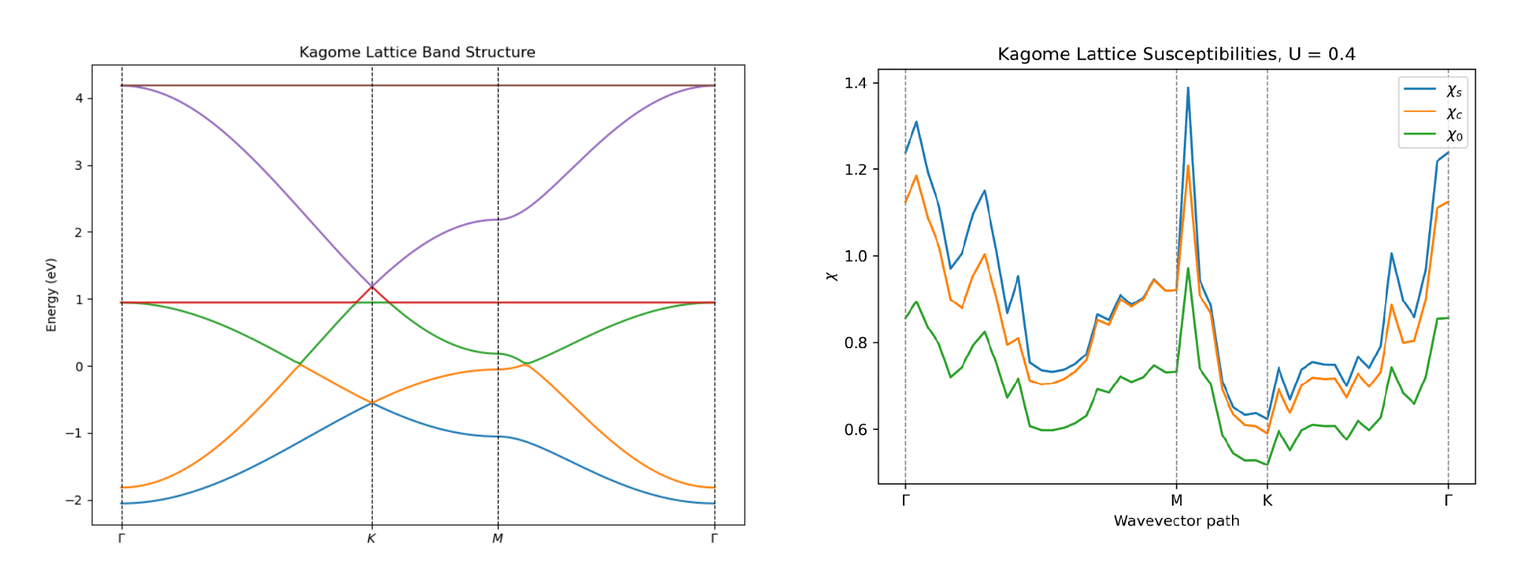 Kagome Lattice Band Structure
Energy (eV)
4
3
2
1
0
−1
−2
Γ
K
M
Γ
Kagome Lattice Susceptibilities, U = 0.4
χ
1.4
1.2
1.0
0.8
0.6
χs
χc
χ0
Γ
M
K
Γ
Wavevector path